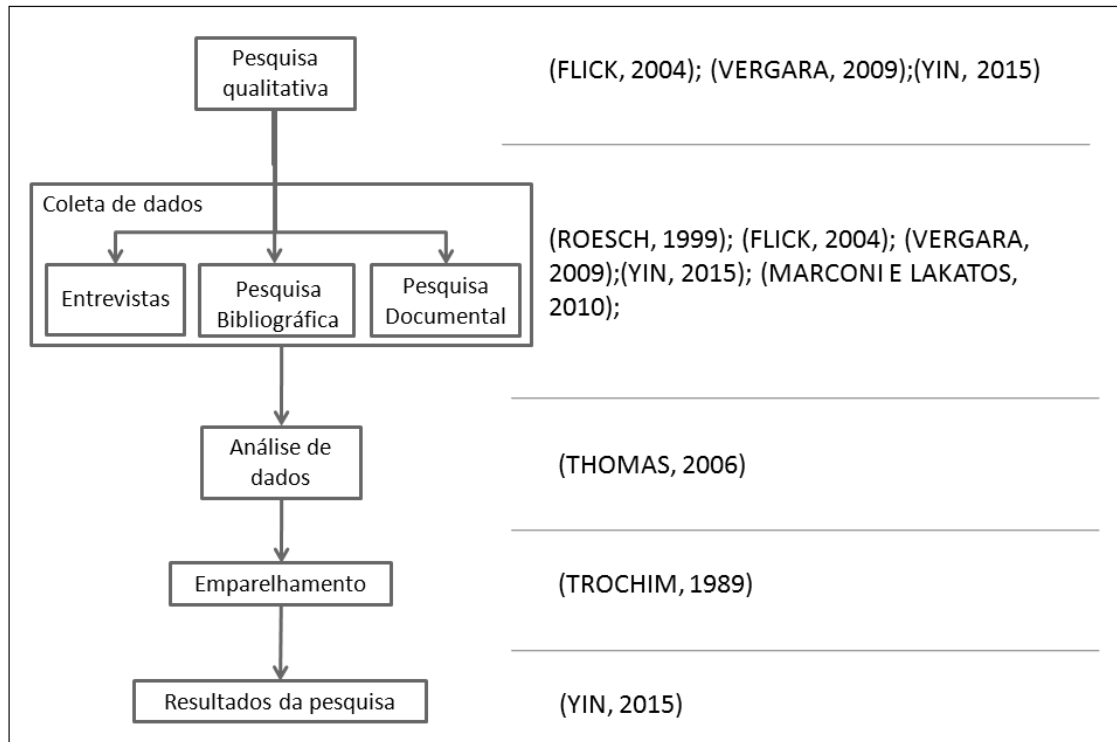 Pesquisa
qualitativa
(FLICK, 2004); (VERGARA, 2009);(YIN, 2015)
Coleta de dados
Entrevistas
Pesquisa
Bibliográfica
Pesquisa
Documental
(ROESCH, 1999); (FLICK, 2004); (VERGARA,
2009);(YIN, 2015); (MARCONI E LAKATOS,
2010);
Análise de
dados
(THOMAS, 2006)
Emparelhamento
(TROCHIM, 1989)
Resultados da pesquisa
(YIN, 2015)